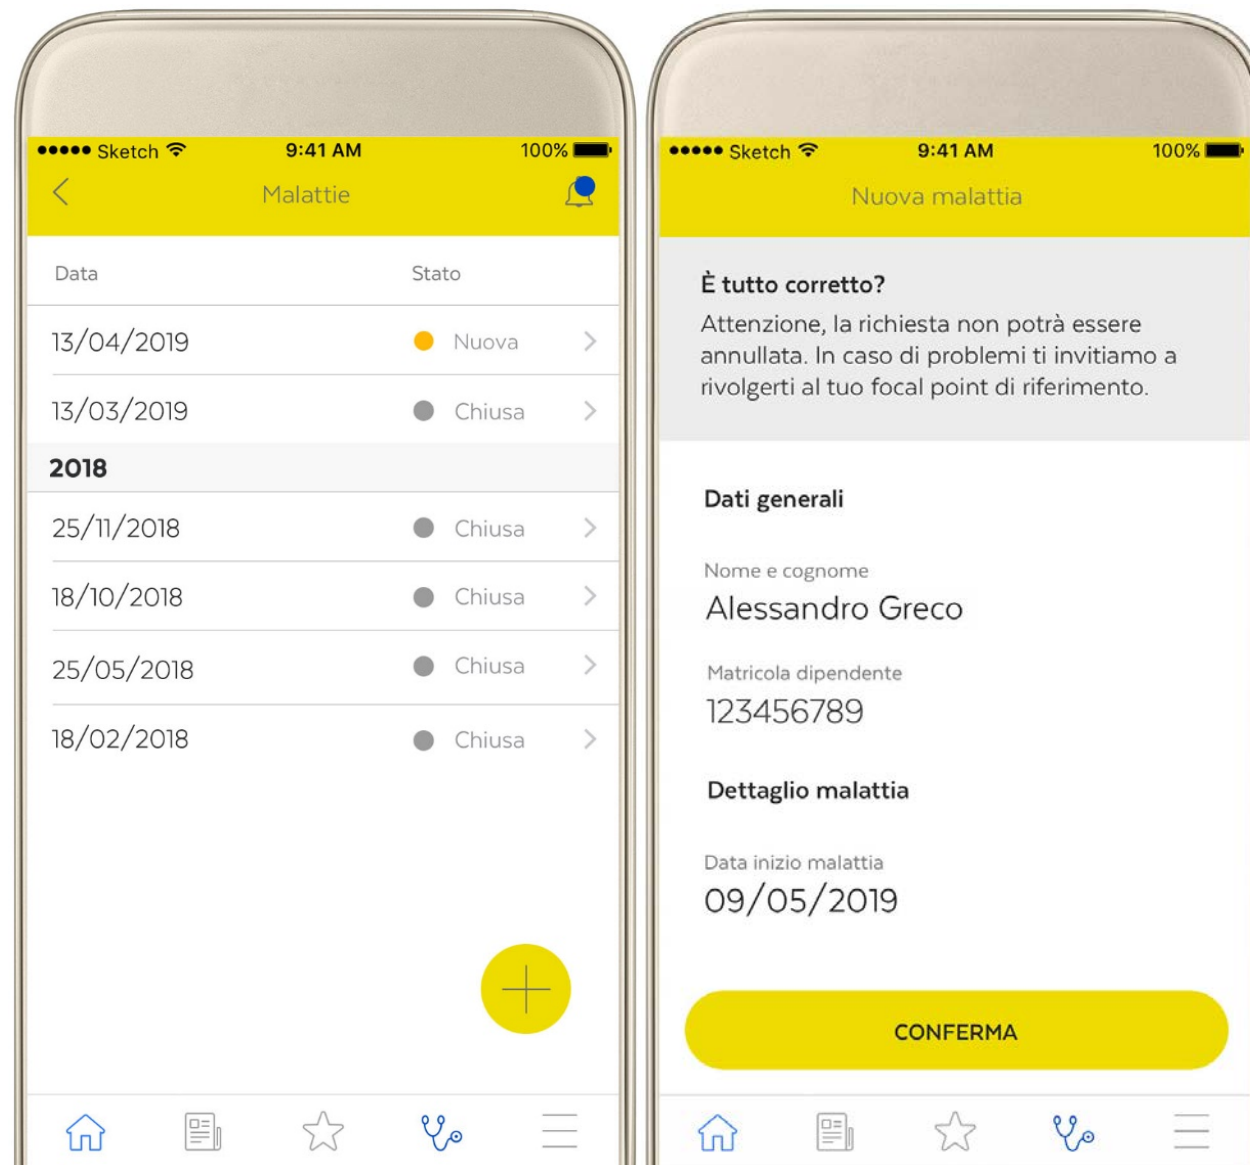 Sketch 9:41 AM 100%
Malattie
Data Stato
13/04/2019 Nuova
13/03/2019 Chiusa
2018
25/11/2018 Chiusa
18/10/2018 Chiusa
25/05/2018 Chiusa
18/02/2018 Chiusa
Sketch 9:41 AM 100%
Nuova malattia
È tutto corretto?
Attenzione, la richiesta non potrà essere
annullata. In caso di problemi ti invitiamo a
rivolgerti al tuo focal point di riferimento.
Dati generali
Nome e cognome
Alessandro Greco
Matricola dipendente
123456789
Dettaglio malattia
Data inizio malattia
09/05/2019
CONFERMA